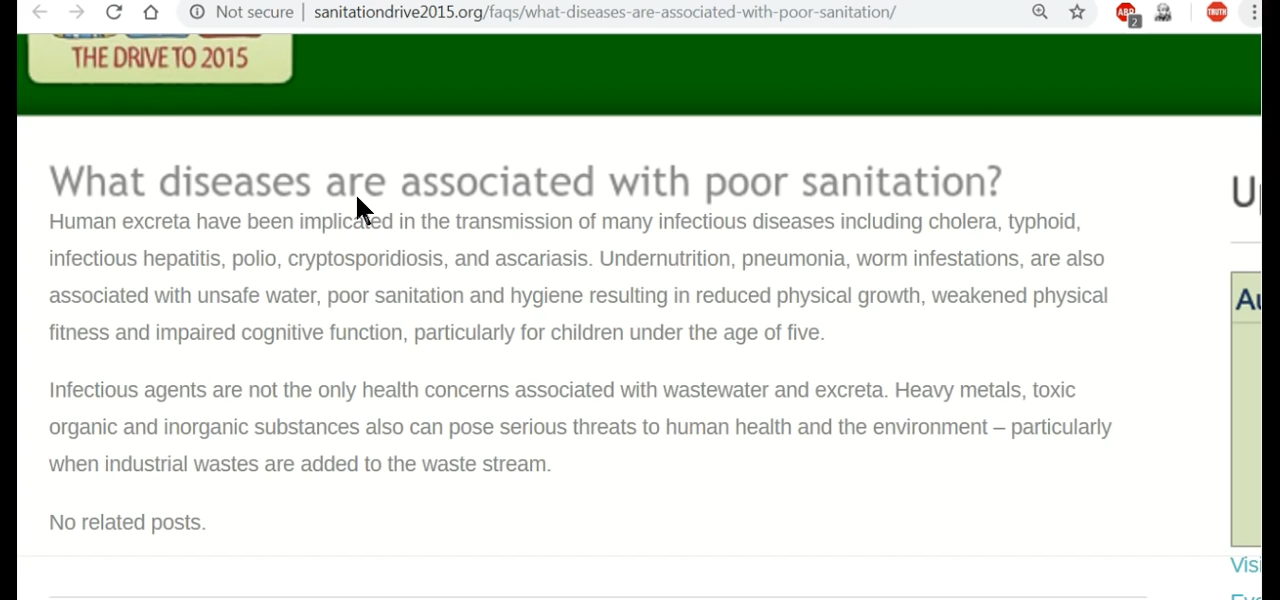 Not secure
sanitationdrive2015.org/faqs/what-diseases-are-associated-with-poor-sanitation/
ABP
2
TRUTH
THE DRIVE TO 2015
What diseases are associated with poor sanitation?
Human excreta have been implicated in the transmission of many infectious diseases including cholera, typhoid,
infectious hepatitis, polio, cryptosporidiosis, and ascariasis. Undernutrition, pneumonia, worm infestations, are also
associated with unsafe water, poor sanitation and hygiene resulting in reduced physical growth, weakened physical
fitness and impaired cognitive function, particularly for children under the age of five.
Infectious agents are not the only health concerns associated with wastewater and excreta. Heavy metals, toxic
organic and inorganic substances also can pose serious threats to human health and the environment – particularly
when industrial wastes are added to the waste stream.
No related posts.